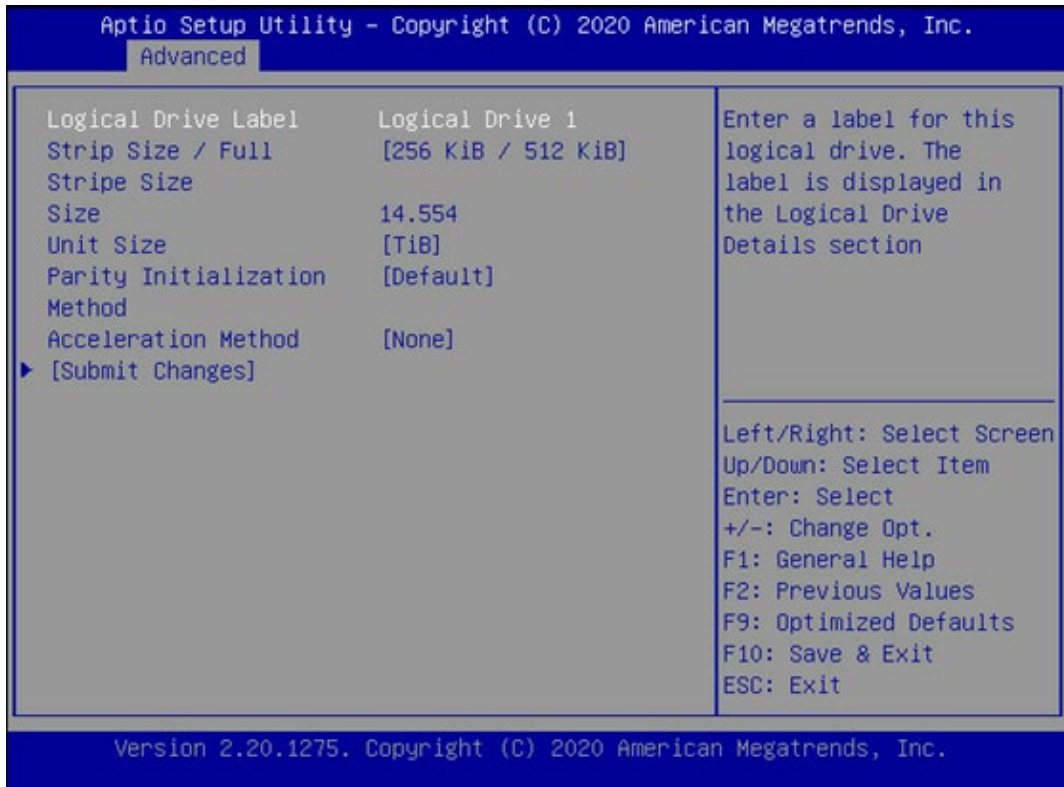 Aptio Setup Utility – Copyright (C) 2020 American Megatrends, Inc.
Advanced
Logical Drive Label Logical Drive 1
Strip Size / Full [256 KiB / 512 KiB]
Stripe Size
Size 14.554
Unit Size [TiB]
Parity Initialization [Default]
Method
Acceleration Method [None]
[Submit Changes]
Enter a label for this
logical drive. The
label is displayed in
the Logical Drive
Details section
Left/Right: Select Screen
Up/Down: Select Item
Enter: Select
+/-: Change Opt.
F1: General Help
F2: Previous Values
F9: Optimized Defaults
F10: Save & Exit
ESC: Exit
Version 2.20.1275. Copyright (C) 2020 American Megatrends, Inc.